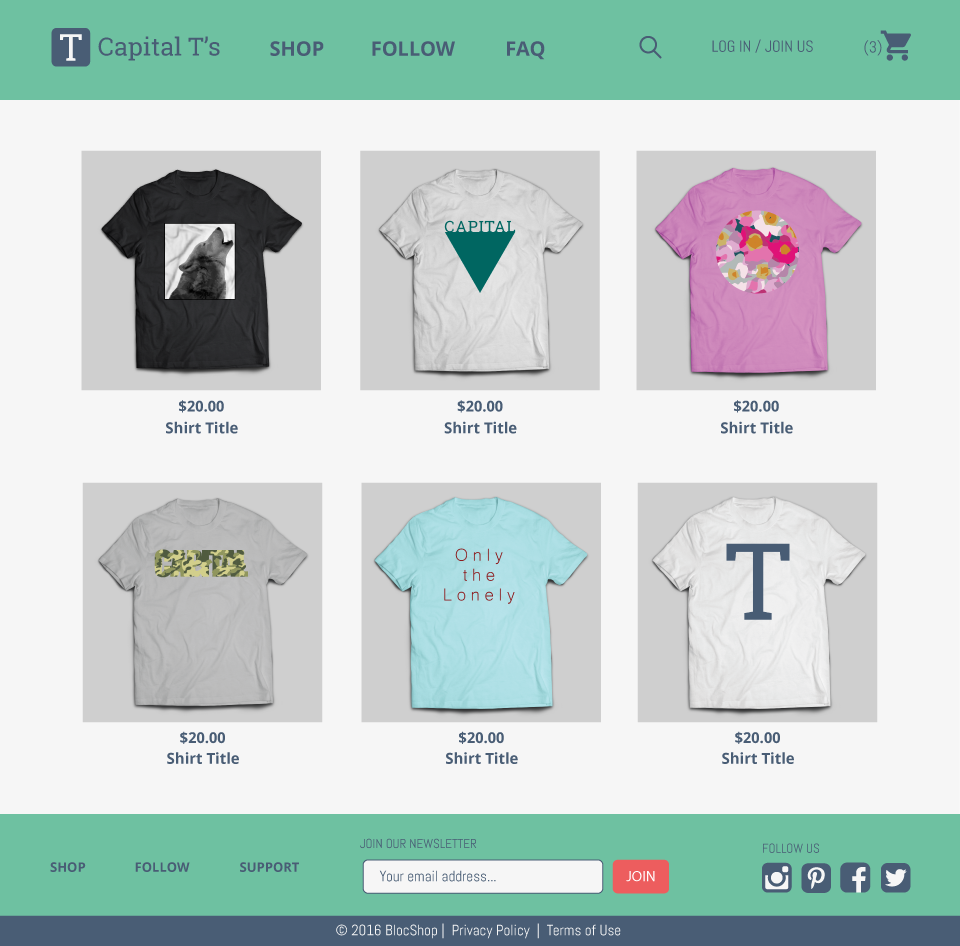 T Capital T's SHOP FOLLOW FAQ LOG IN / JOIN US (3)
CAPITAL
$20.00 $20.00 $20.00
Shirt Title Shirt Title Shirt Title
Only
the
Lonely
T
$20.00 $20.00 $20.00
Shirt Title Shirt Title Shirt Title
SHOP FOLLOW SUPPORT
JOIN OUR NEWSLETTER
Your email address... JOIN
FOLLOW US
© 2016 BlocShop | Privacy Policy | Terms of Use